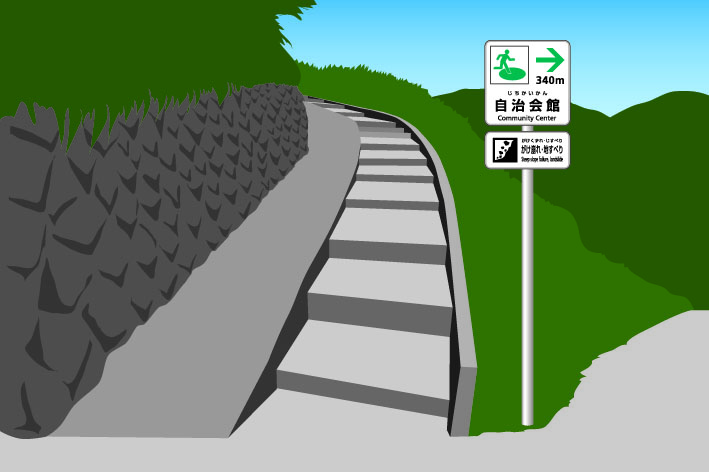 340m
じちかいかん
自治会館
Community Center
がけくずれ・じすべり
がけ崩れ・地すべり
Steep slope failure, landslide